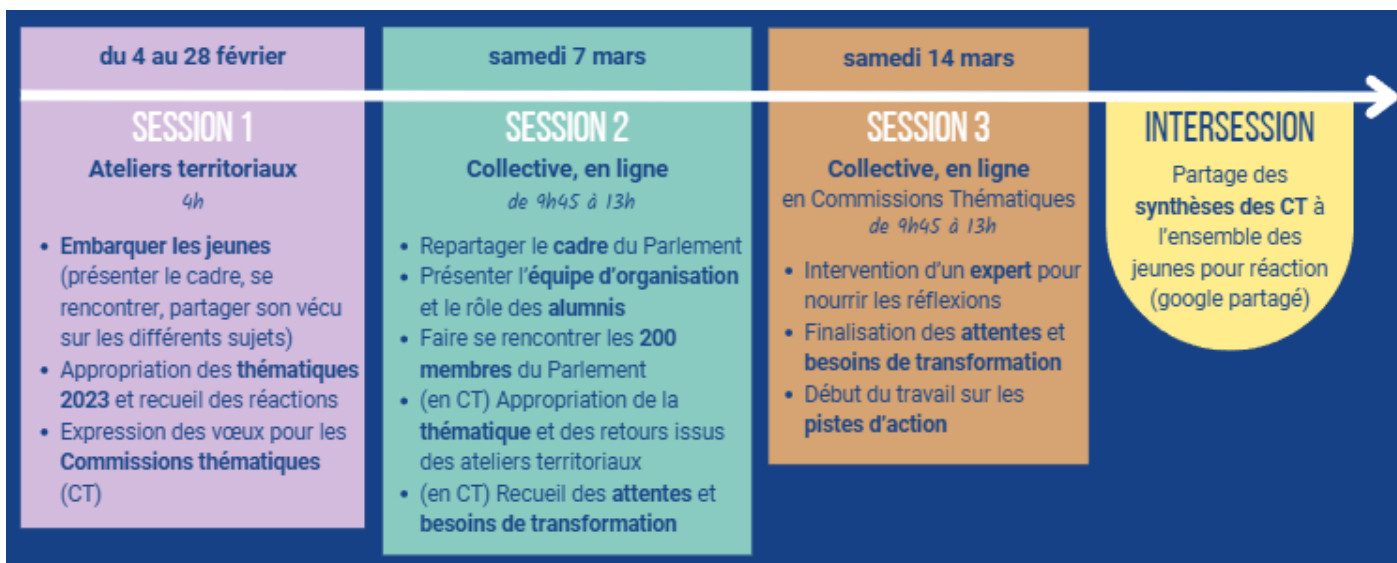 du 4 au 28 février
SESSION 1
Ateliers territoriaux
4h
• Embarquer les jeunes
(présenter le cadre, se
rencontrer, partager son vécu
sur les différents sujets)
• Appropriation des thématiques
2023 et recueil des réactions
• Expression des vœux pour les
Commissions thématiques
(CT)
samedi 7 mars
SESSION 2
Collective, en ligne
de 9h45 à 13h
• Repartager le cadre du Parlement
• Présenter l'équipe d'organisation
et le rôle des alumnis
• Faire se rencontrer les 200
membres du Parlement
• (en CT) Appropriation de la
thématique et des retours issus
des ateliers territoriaux
• (en CT) Recueil des attentes et
besoins de transformation
samedi 14 mars
SESSION 3
Collective, en ligne
en Commissions Thématiques
de 9h45 à 13h
• Intervention d'un expert pour
nourrir les réflexions
• Finalisation des attentes et
besoins de transformation
• Début du travail sur les
pistes d'action
INTERSESSION
Partage des
synthèses des CT à
l'ensemble des
jeunes pour réaction
(google partagé)